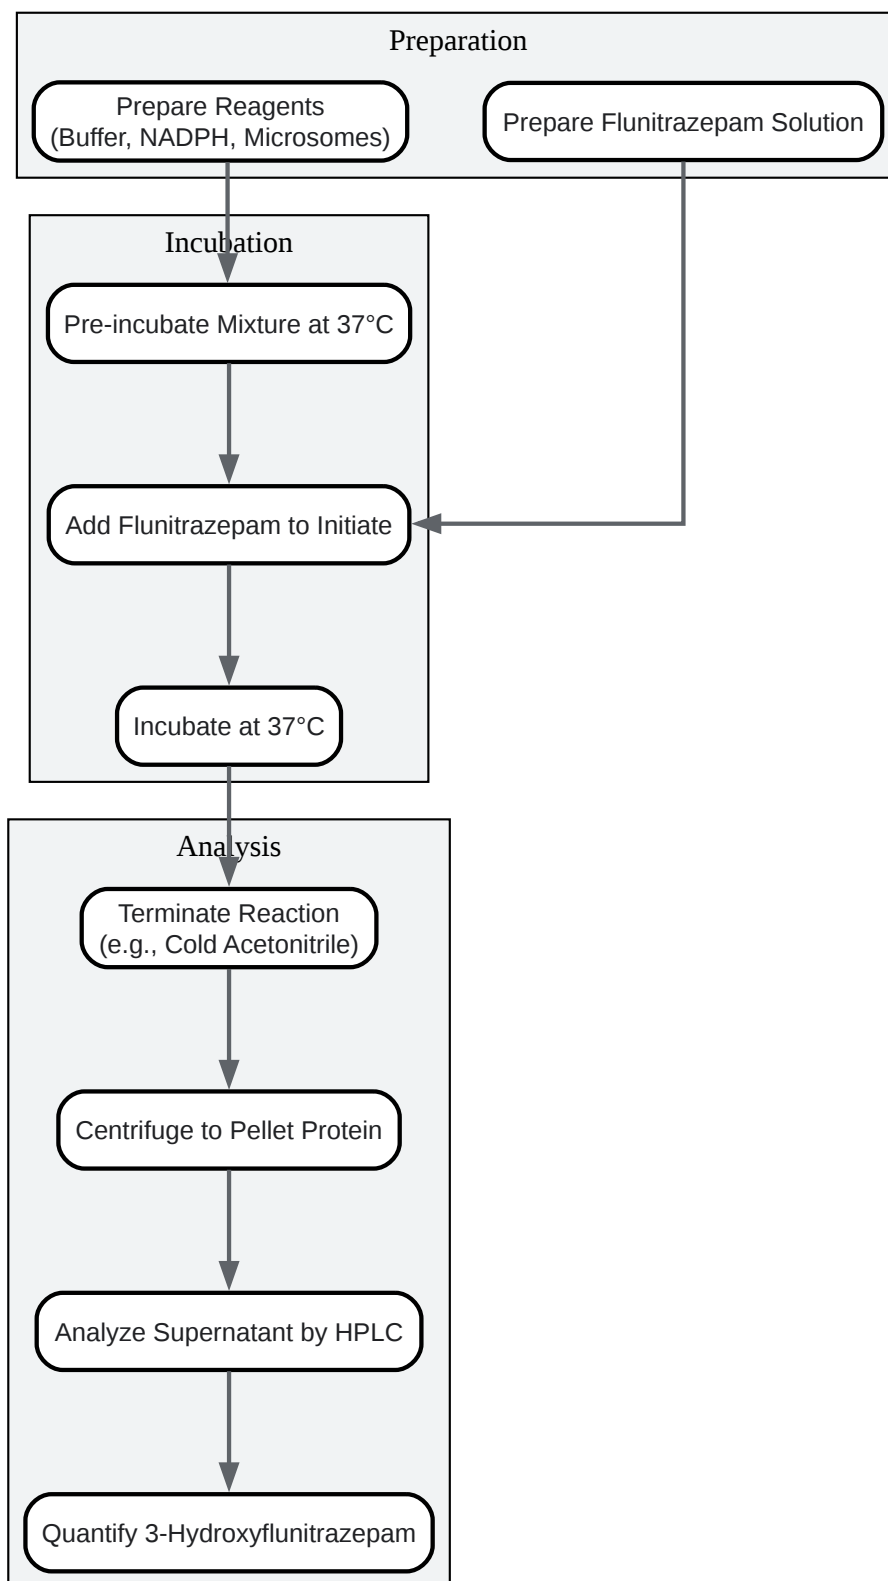 Preparation
Prepare Reagents
(Buffer, NADPH, Microsomes)
Prepare Flunitrazepam Solution
Incubation
Pre-incubate Mixture at 37°C
Add Flunitrazepam to Initiate
Incubate at 37°C
Analysis
Terminate Reaction
(e.g., Cold Acetonitrile)
Centrifuge to Pellet Protein
Analyze Supernatant by HPLC
Quantify 3-Hydroxyflunitrazepam